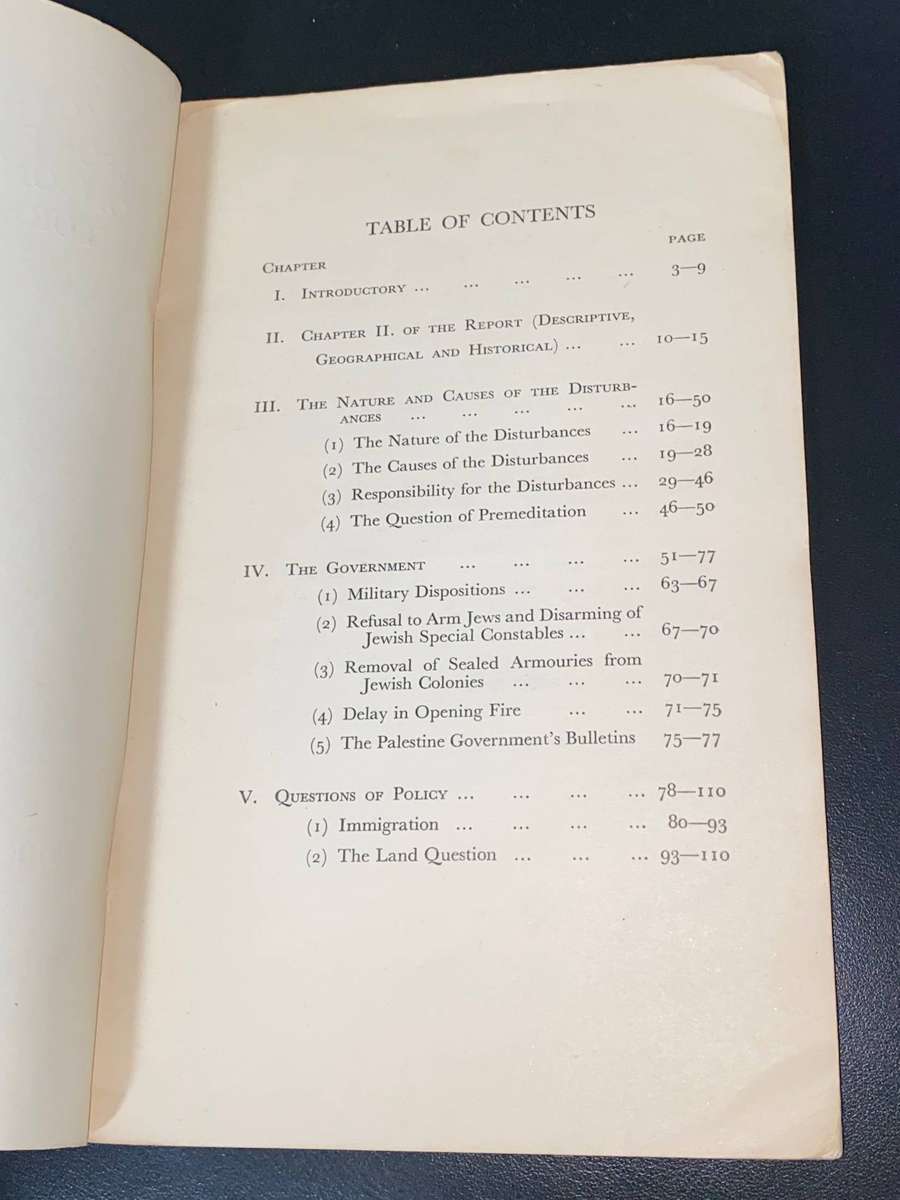 TABLE OF CONTENTS
PAGE
CHAPTER
I. INTRODUCTORY ... ... ... ... ... 3—9
II. CHAPTER II. OF THE REPORT (DESCRIPTIVE,
GEOGRAPHICAL AND HISTORICAL) ... ... 10—15
III. THE NATURE AND CAUSES OF THE DISTURB-
ANCES ... ... ... ... ... 16—50
(1) The Nature of the Disturbances ... 16—19
(2) The Causes of the Disturbances ... 19—28
(3) Responsibility for the Disturbances ... 29—46
(4) The Question of Premeditation ... 46—50
IV. THE GOVERNMENT ... ... ... ... 51—77
(1) Military Dispositions ... ... ... 63—67
(2) Refusal to Arm Jews and Disarming of
Jewish Special Constables ... ... 67—70
(3) Removal of Sealed Armouries from
Jewish Colonies ... ... ... 70—71
(4) Delay in Opening Fire ... ... 71—75
(5) The Palestine Government's Bulletins 75—77
V. QUESTIONS OF POLICY ... ... ... ... 78—110
(1) Immigration ... ... ... ... 80—93
(2) The Land Question ... ... ... 93—110